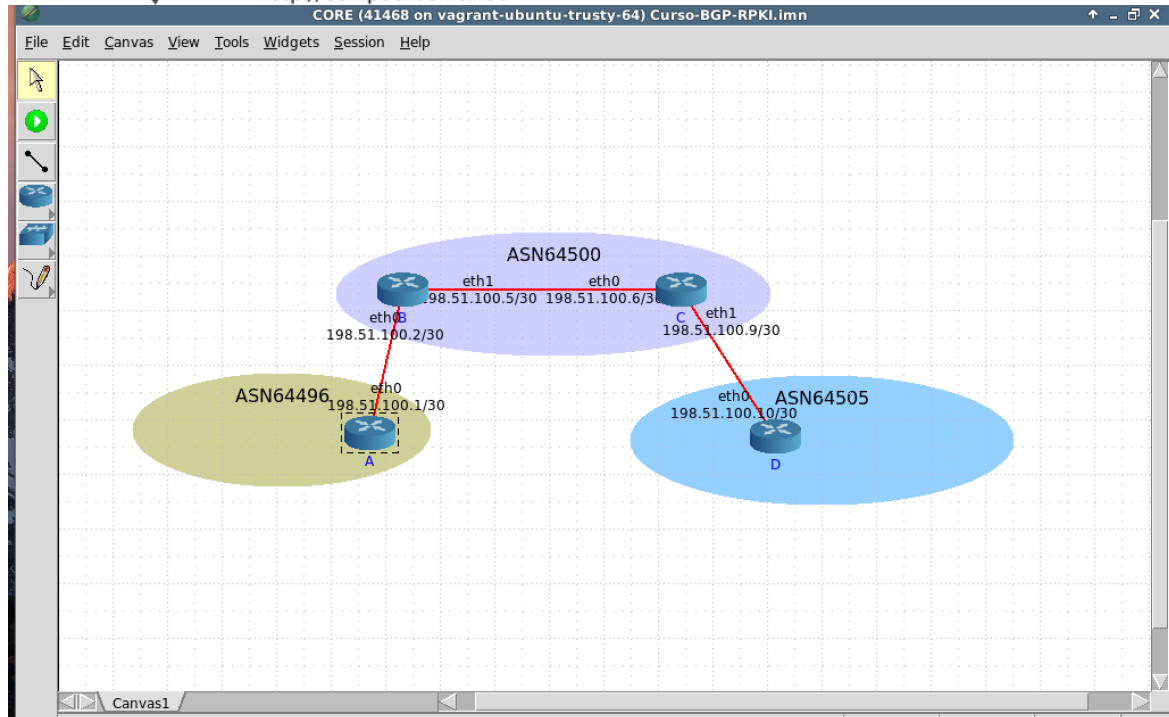 CORE (41468 on vagrant-ubuntu-trusty-64) Curso-BGP-RPKI.imn
File Edit Canvas View Tools Widgets Session Help
ASN64500
eth1 eth0
98.51.100.5/30 198.51.100.6/30
eth0 B C eth1
198.51.100.2/30 198.51.100.9/30
ASN64496 eth0
198.51.100.1/30
eth0 ASN64505
198.51.100.10/30
A D
Canvas1